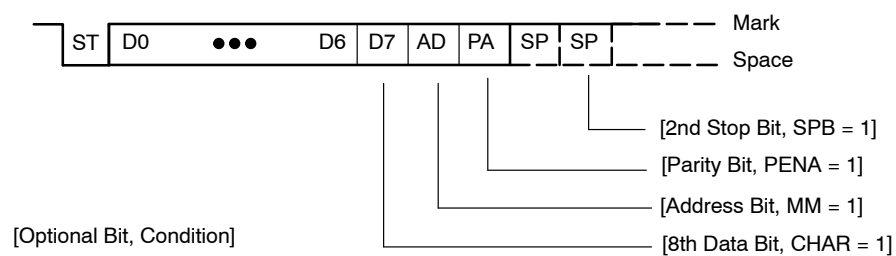 ST D0 ●●● D6 D7 AD PA SP SP Mark
Space
[2nd Stop Bit, SPB = 1]
[Parity Bit, PENA = 1]
[Address Bit, MM = 1]
[Optional Bit, Condition]
[8th Data Bit, CHAR = 1]